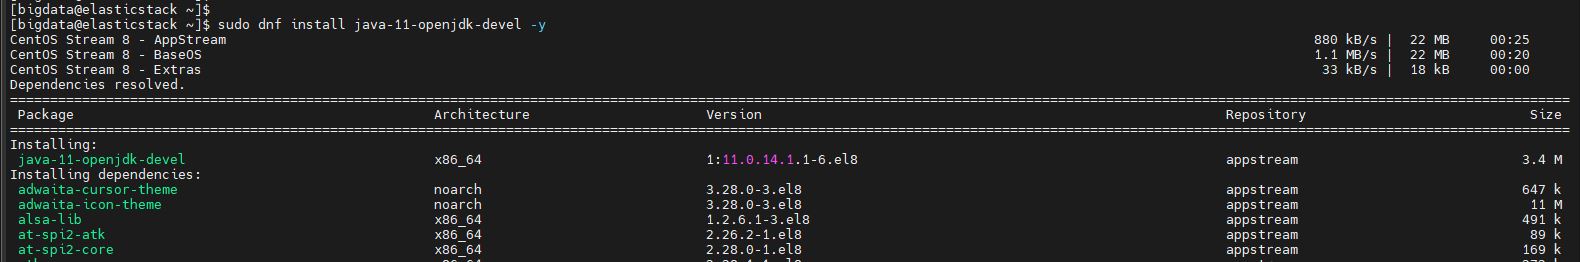 [bigdata@elasticstack ~]$
[bigdata@elasticstack ~]$ sudo dnf install java-11-openjdk-devel -y
CentOS Stream 8 - AppStream 880 kB/s | 22 MB 00:25
CentOS Stream 8 - BaseOS 1.1 MB/s | 22 MB 00:20
CentOS Stream 8 - Extras 33 kB/s | 18 kB 00:00
Dependencies resolved.
Package Architecture Version Repository Size
Installing:
java-11-openjdk-devel x86_64 1:11.0.14.1.1-6.el8 appstream 3.4 M
Installing dependencies:
adwaita-cursor-theme noarch 3.28.0-3.el8 appstream 647 k
adwaita-icon-theme noarch 3.28.0-3.el8 appstream 11 M
alsa-lib x86_64 1.2.6.1-3.el8 appstream 491 k
at-spi2-atk x86_64 2.26.2-1.el8 appstream 89 k
at-spi2-core x86_64 2.28.0-1.el8 appstream 169 k